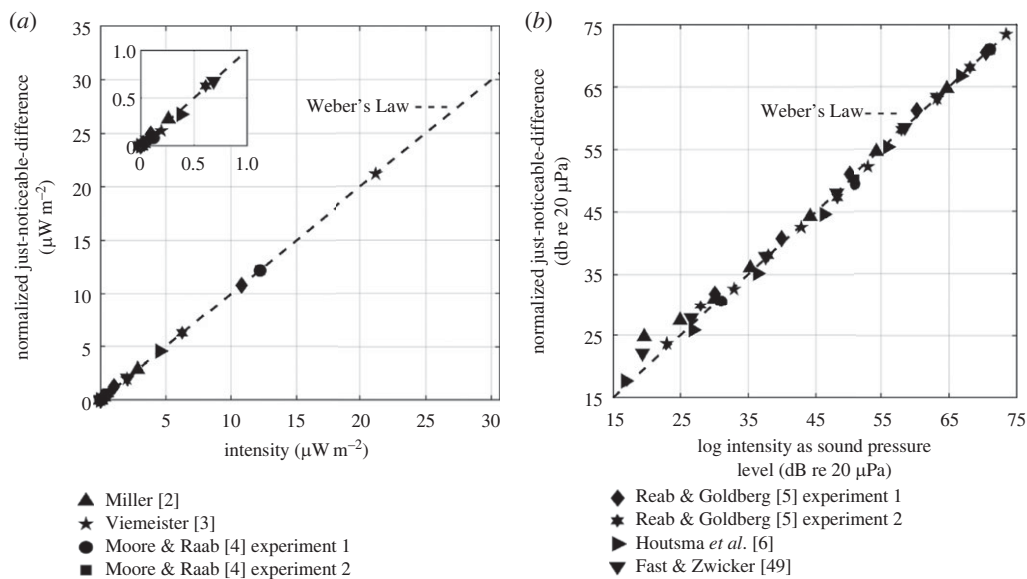 (a)
35
30
25
20
15
10
5
0
normalized just-noticeable-difference
(μW m–2)
1.0
0.5
0
0.5
1.0
Weber's Law
5
10
15
20
25
30
intensity (μW m–2)
(b)
75
65
55
45
35
25
15
normalized just-noticeable-difference
(db re 20 μPa)
Weber's Law
15
25
35
45
55
65
75
log intensity as sound pressure
level (dB re 20 μPa)
Miller [2]
Viemeister [3]
Moore & Raab [4] experiment 1
Moore & Raab [4] experiment 2
Reab & Goldberg [5] experiment 1
Reab & Goldberg [5] experiment 2
Houtsma et al. [6]
Fast & Zwicker [49]